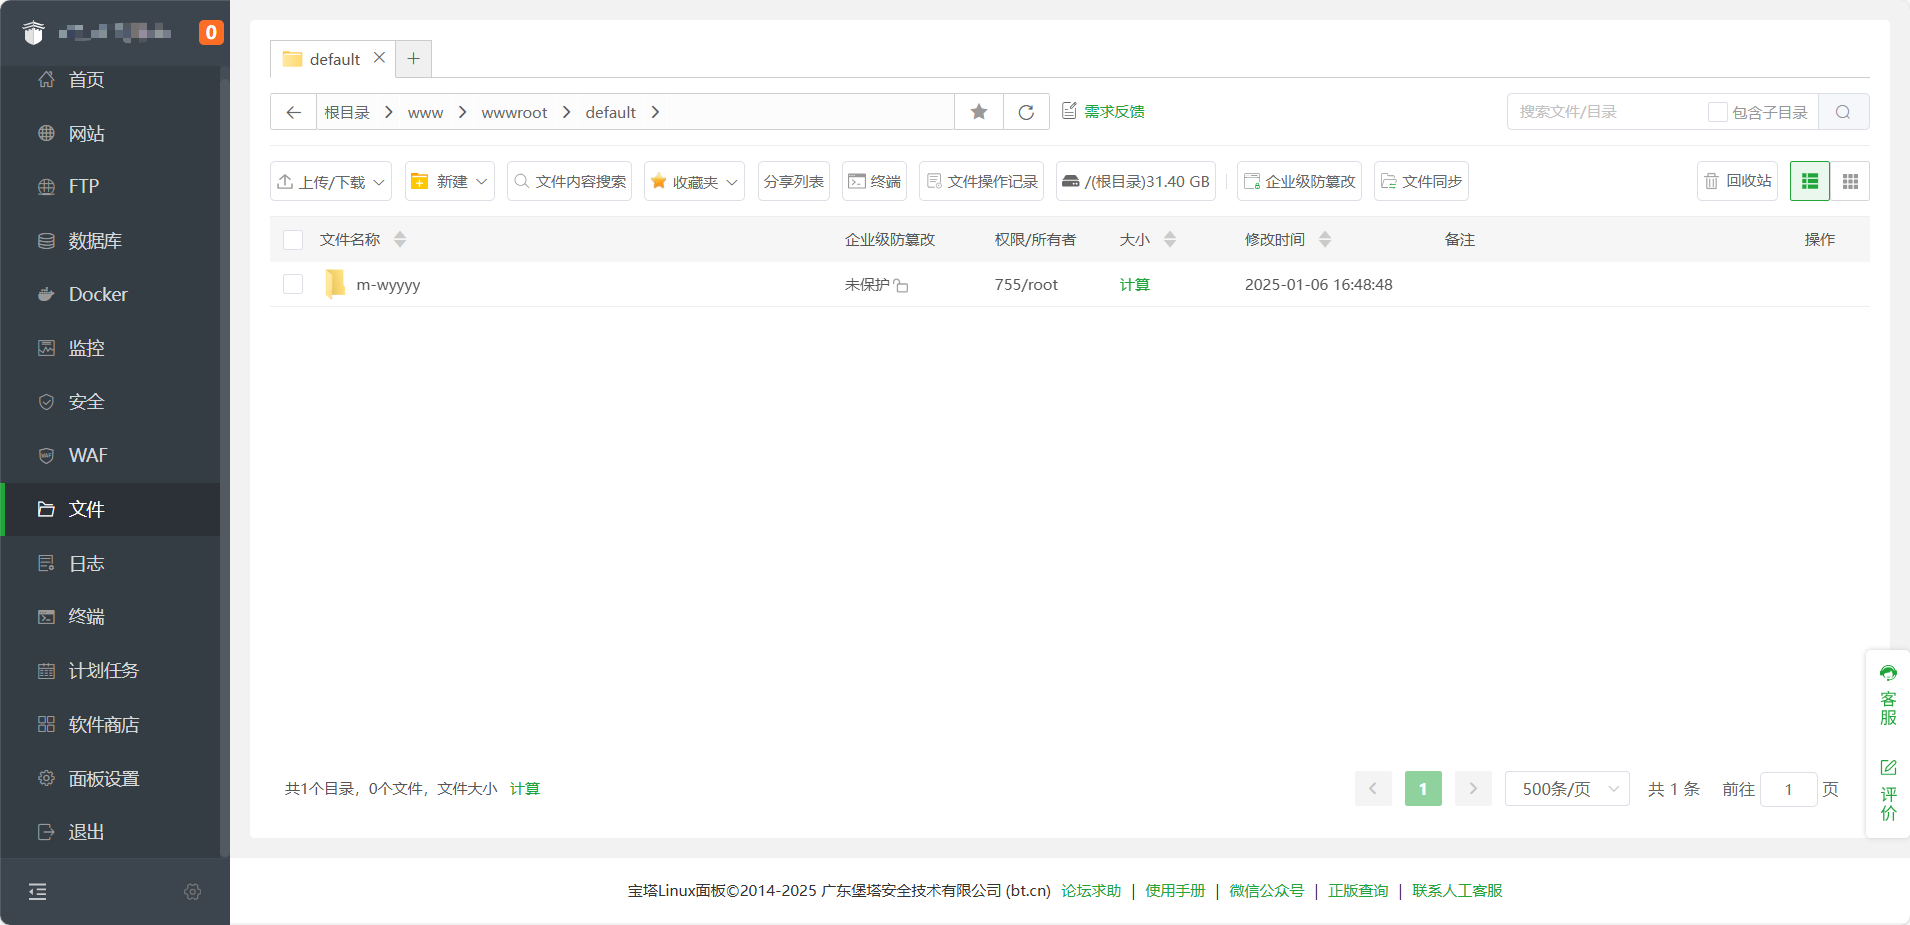 0
首页
网站
FTP
数据库
Docker
监控
安全
WAF
文件
日志
终端
计划任务
软件商店
面板设置
退出
default
根目录 > www > wwwroot > default >
需求反馈
搜索文件/目录 包含子目录
上传/下载 新建 文件内容搜索 收藏夹 分享列表 终端 文件操作记录 /(根目录)31.40 GB 企业级防篡改 文件同步 回收站
文件名称 企业级防篡改 权限/所有者 大小 修改时间 备注 操作
m-wyyyy 未保护 755/root 计算 2025-01-06 16:48:48
共1个目录，0个文件，文件大小 计算 1 500条/页 共 1 条 前往 1 页
客服
评价
宝塔Linux面板©2014-2025 广东堡塔安全技术有限公司 (bt.cn) 论坛求助 | 使用手册 | 微信公众号 | 正版查询 | 联系人工客服